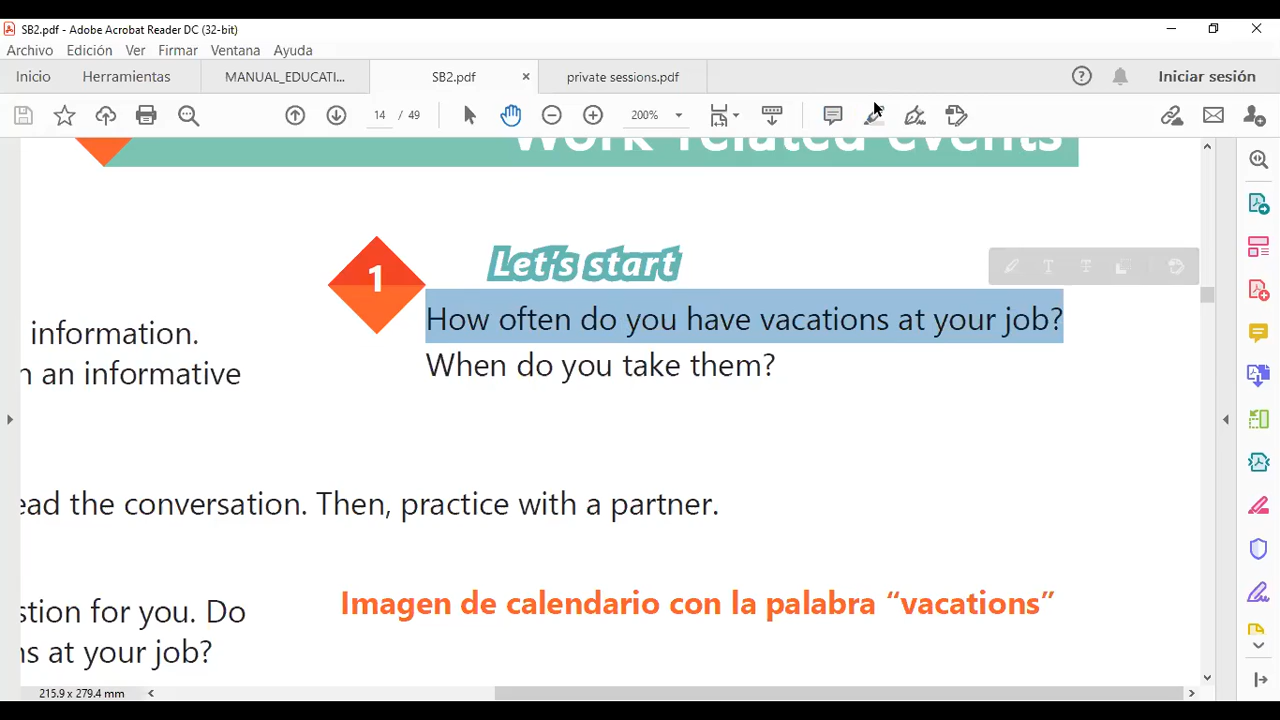 SB2.pdf - Adobe Acrobat Reader DC (32-bit)
Archivo Edición Ver Firmar Ventana Ayuda
Inicio Herramientas MANUAL_EDUCATI... SB2.pdf × private sessions.pdf Iniciar sesión
14 / 49 200%
Work related events
1
Let's start
How often do you have vacations at your job?
When do you take them?
information.
an informative
ead the conversation. Then, practice with a partner.
stion for you. Do
ns at your job?
Imagen de calendario con la palabra “vacations”
215.9 x 279.4 mm